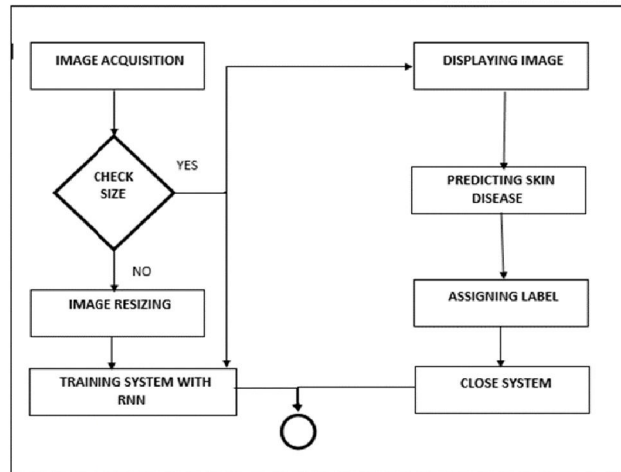 IMAGE ACQUISITION
CHECK
SIZE
YES
NO
IMAGE RESIZING
TRAINING SYSTEM WITH
RNN
DISPLAYING IMAGE
PREDICTING SKIN
DISEASE
ASSIGNING LABEL
CLOSE SYSTEM